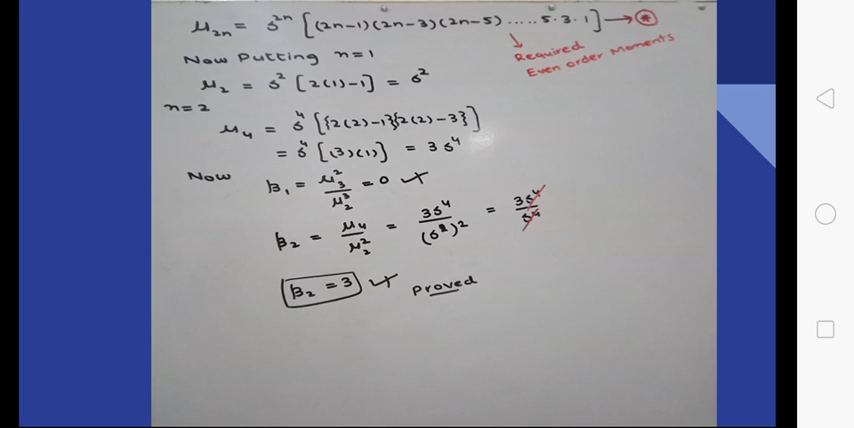 μ₂ₙ = σ²ⁿ [(2n-1)(2n-3)(2n-5) ..... 5.3.1] → ⊛
Required
Even order Moments
Now Putting n=1
μ₂ = σ² [2(1)-1] = σ²
n=2
μ₄ = σ⁴ [{2(2)-1}{2(2)-3}]
= σ⁴ [(3)(1)] = 3σ⁴
Now β₁ = μ₃²/μ₂³ = 0 ✓
β₂ = μ₄/μ₂² = 3σ⁴/(σ²)² = 3σ⁴/σ⁴
β₂ = 3 ✓ Proved